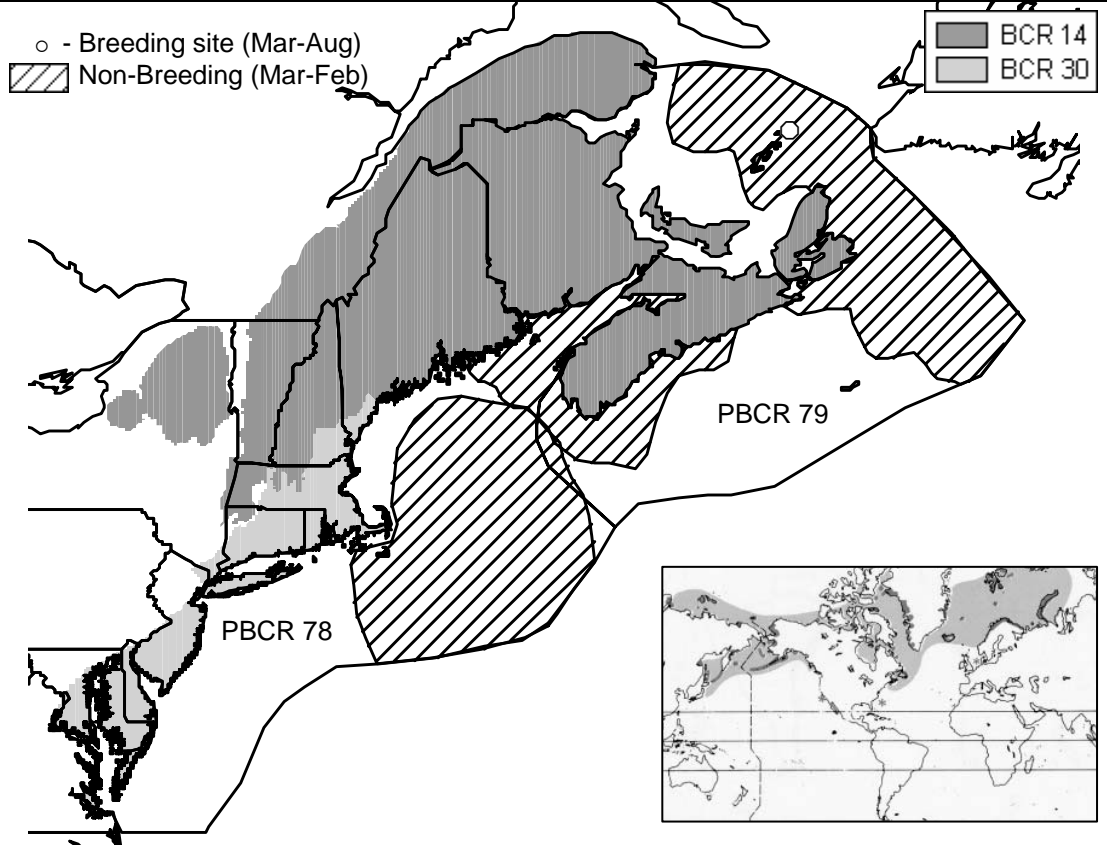 ○ - Breeding site (Mar-Aug)
Non-Breeding (Mar-Feb)
BCR 14
BCR 30
PBCR 79
PBCR 78